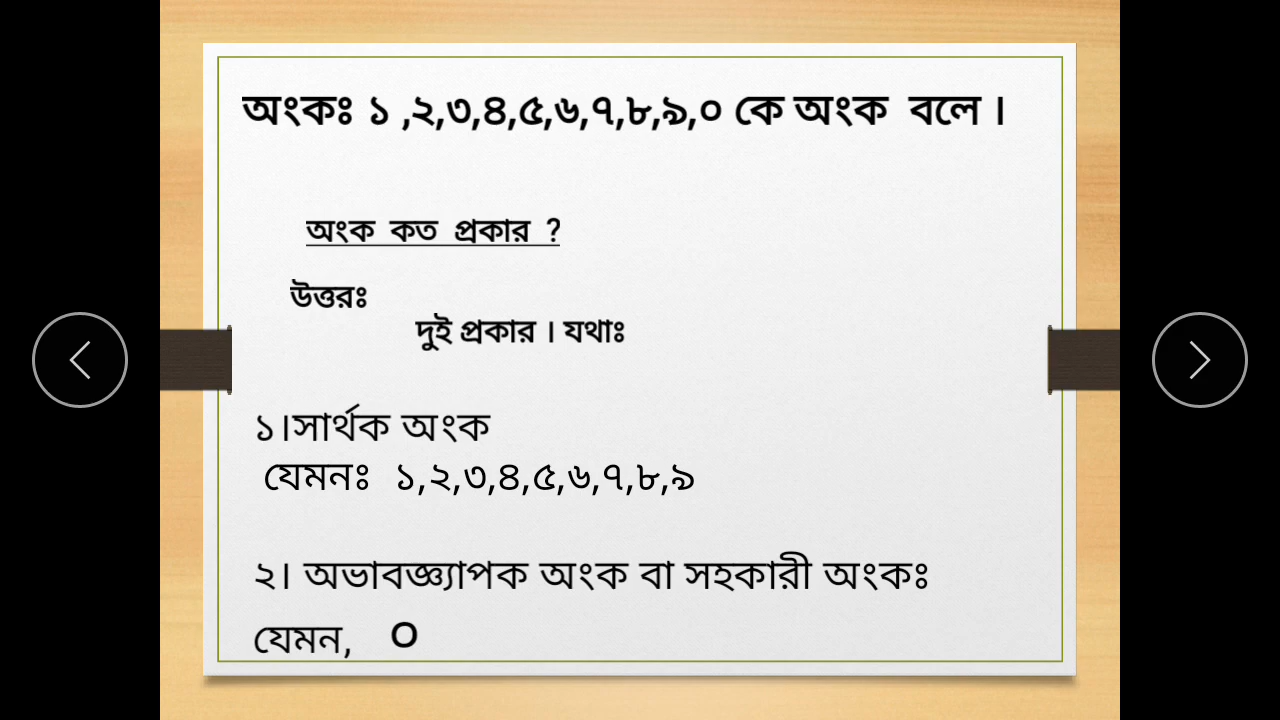 অংকঃ ১ ,২,৩,৪,৫,৬,৭,৮,৯,০ কে অংক বলে ।
অংক কত প্রকার ?
উত্তরঃ
দুই প্রকার । যথাঃ
১।সার্থক অংক
যেমনঃ ১,২,৩,৪,৫,৬,৭,৮,৯
২। অভাবজ্ঞ্যাপক অংক বা সহকারী অংকঃ
যেমন, ০